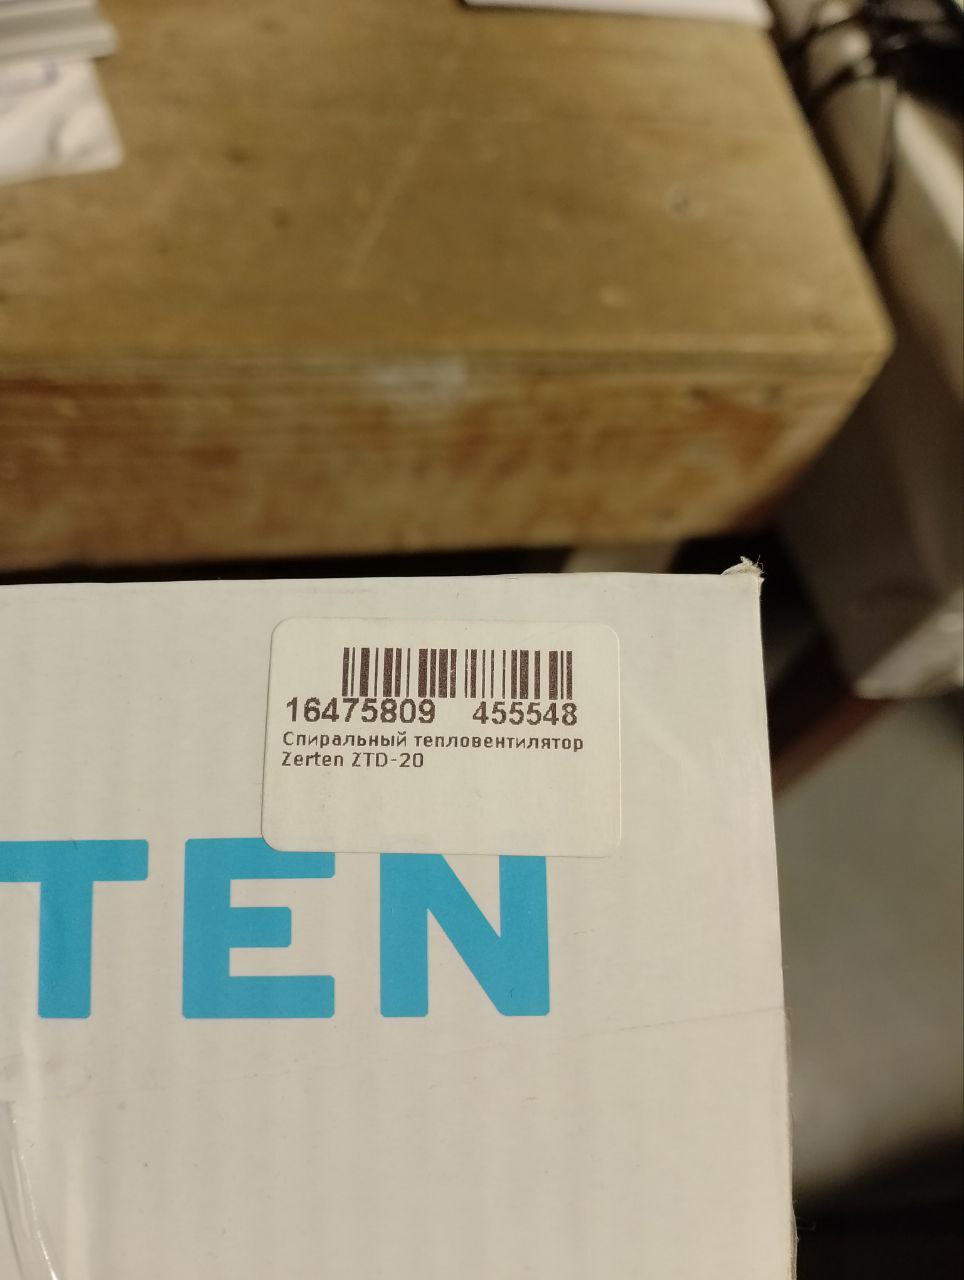 16475809 455548
Спиральный тепловентилятор
Zerten ZTD-20
TEN